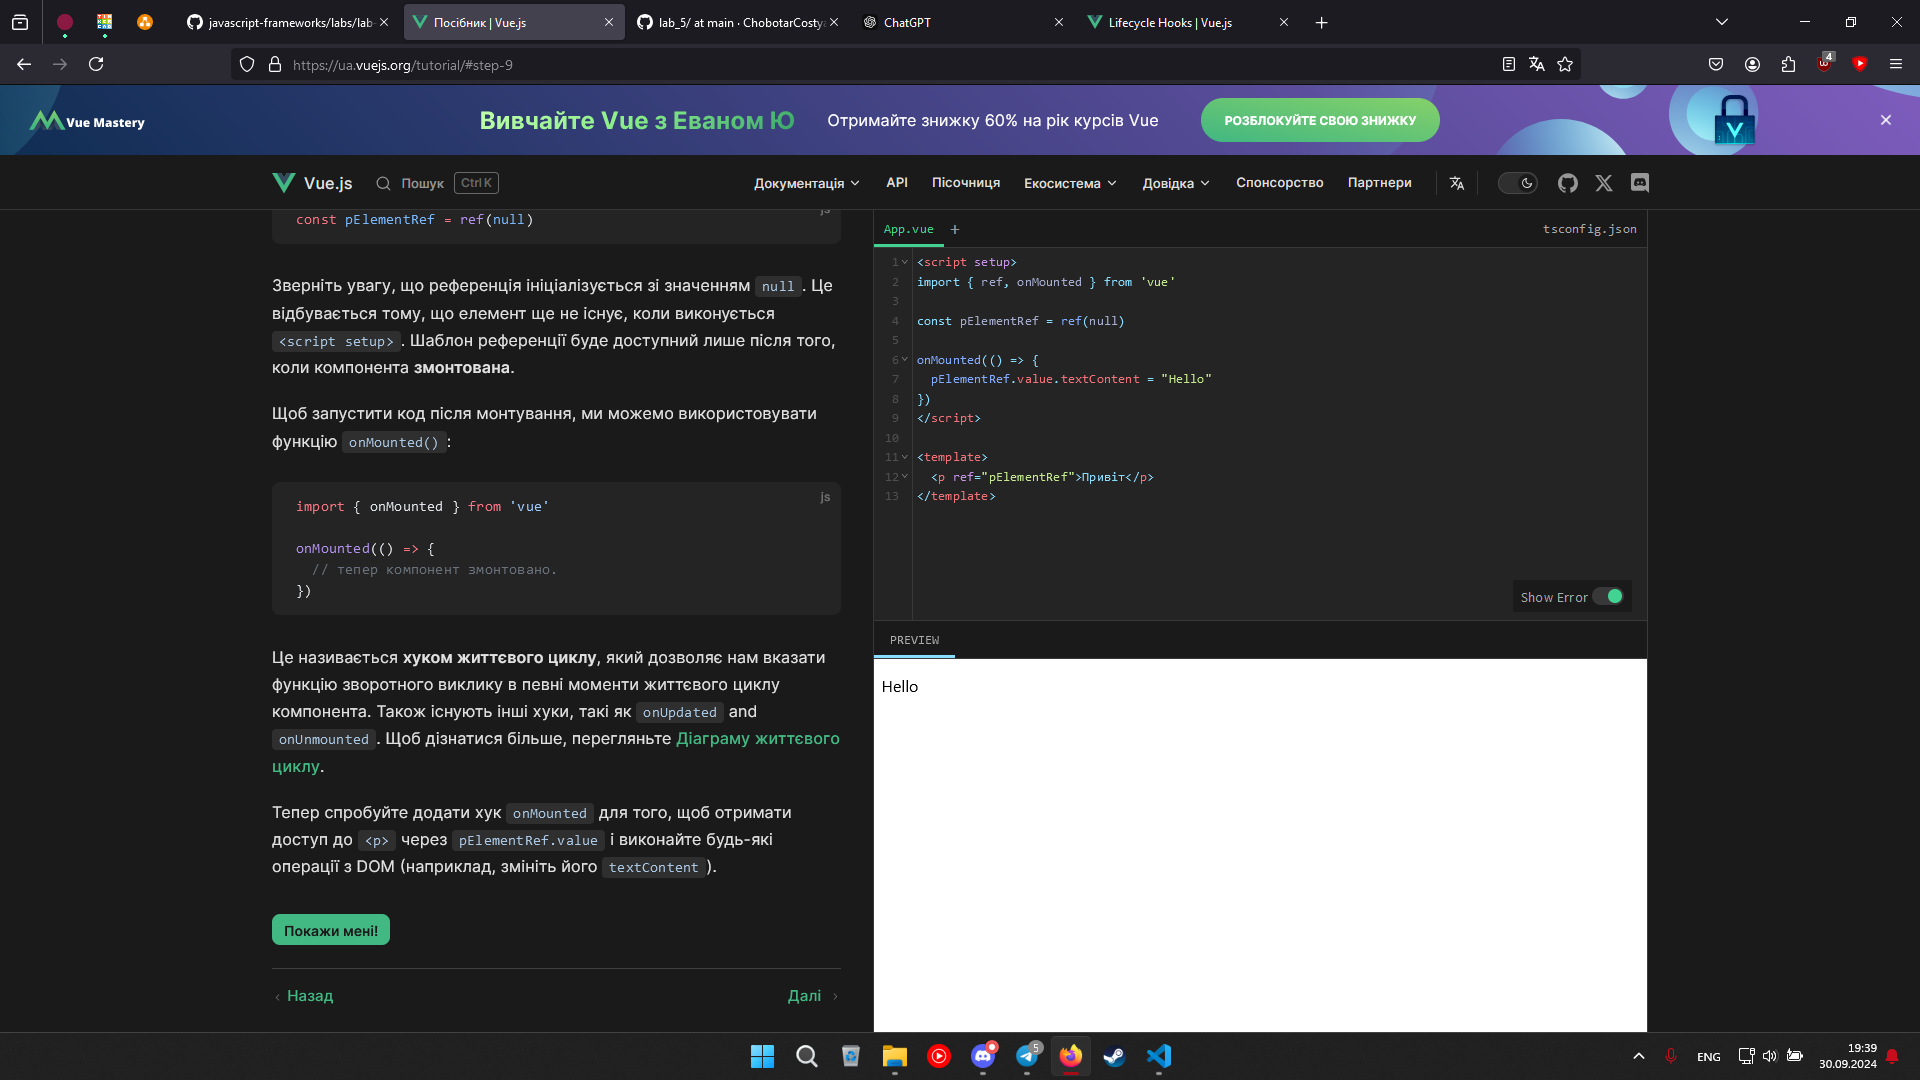 javascript-frameworks/labs/lab-
Посібник | Vue.js
lab_5/ at main · ChobotarCostya
ChatGPT
Lifecycle Hooks | Vue.js
https://ua.vuejs.org/tutorial/#step-9
4
Vue Mastery
Вивчайте Vue з Еваном Ю
Отримайте знижку 60% на рік курсів Vue
РОЗБЛОКУЙТЕ СВОЮ ЗНИЖКУ
Vue.js
Пошук
Ctrl K
Документація
API
Пісочниця
Екосистема
Довідка
Спонсорство
Партнери
js
const pElementRef = ref(null)
Зверніть увагу, що референція ініціалізується зі значенням null. Це
відбувається тому, що елемент ще не існує, коли виконується
<script setup>. Шаблон референції буде доступний лише після того,
коли компонента змонтована.
Щоб запустити код після монтування, ми можемо використовувати
функцію onMounted():
js
import { onMounted } from 'vue'
onMounted(() => {
// тепер компонент змонтовано.
})
Це називається хуком життєвого циклу, який дозволяє нам вказати
функцію зворотного виклику в певні моменти життєвого циклу
компонента. Також існують інші хуки, такі як onUpdated and
onUnmounted. Щоб дізнатися більше, перегляньте Діаграму життєвого
циклу.
Тепер спробуйте додати хук onMounted для того, щоб отримати
доступ до <p> через pElementRef.value і виконайте будь-які
операції з DOM (наприклад, змініть його textContent).
Покажи мені!
Назад
Далі
App.vue +
tsconfig.json
1 <script setup>
2 import { ref, onMounted } from 'vue'
3
4 const pElementRef = ref(null)
5
6 onMounted(() => {
7 pElementRef.value.textContent = "Hello"
8 })
9 </script>
10
11 <template>
12 <p ref="pElementRef">Привіт</p>
13 </template>
Show Error
PREVIEW
Hello
5
ENG
19:39
30.09.2024